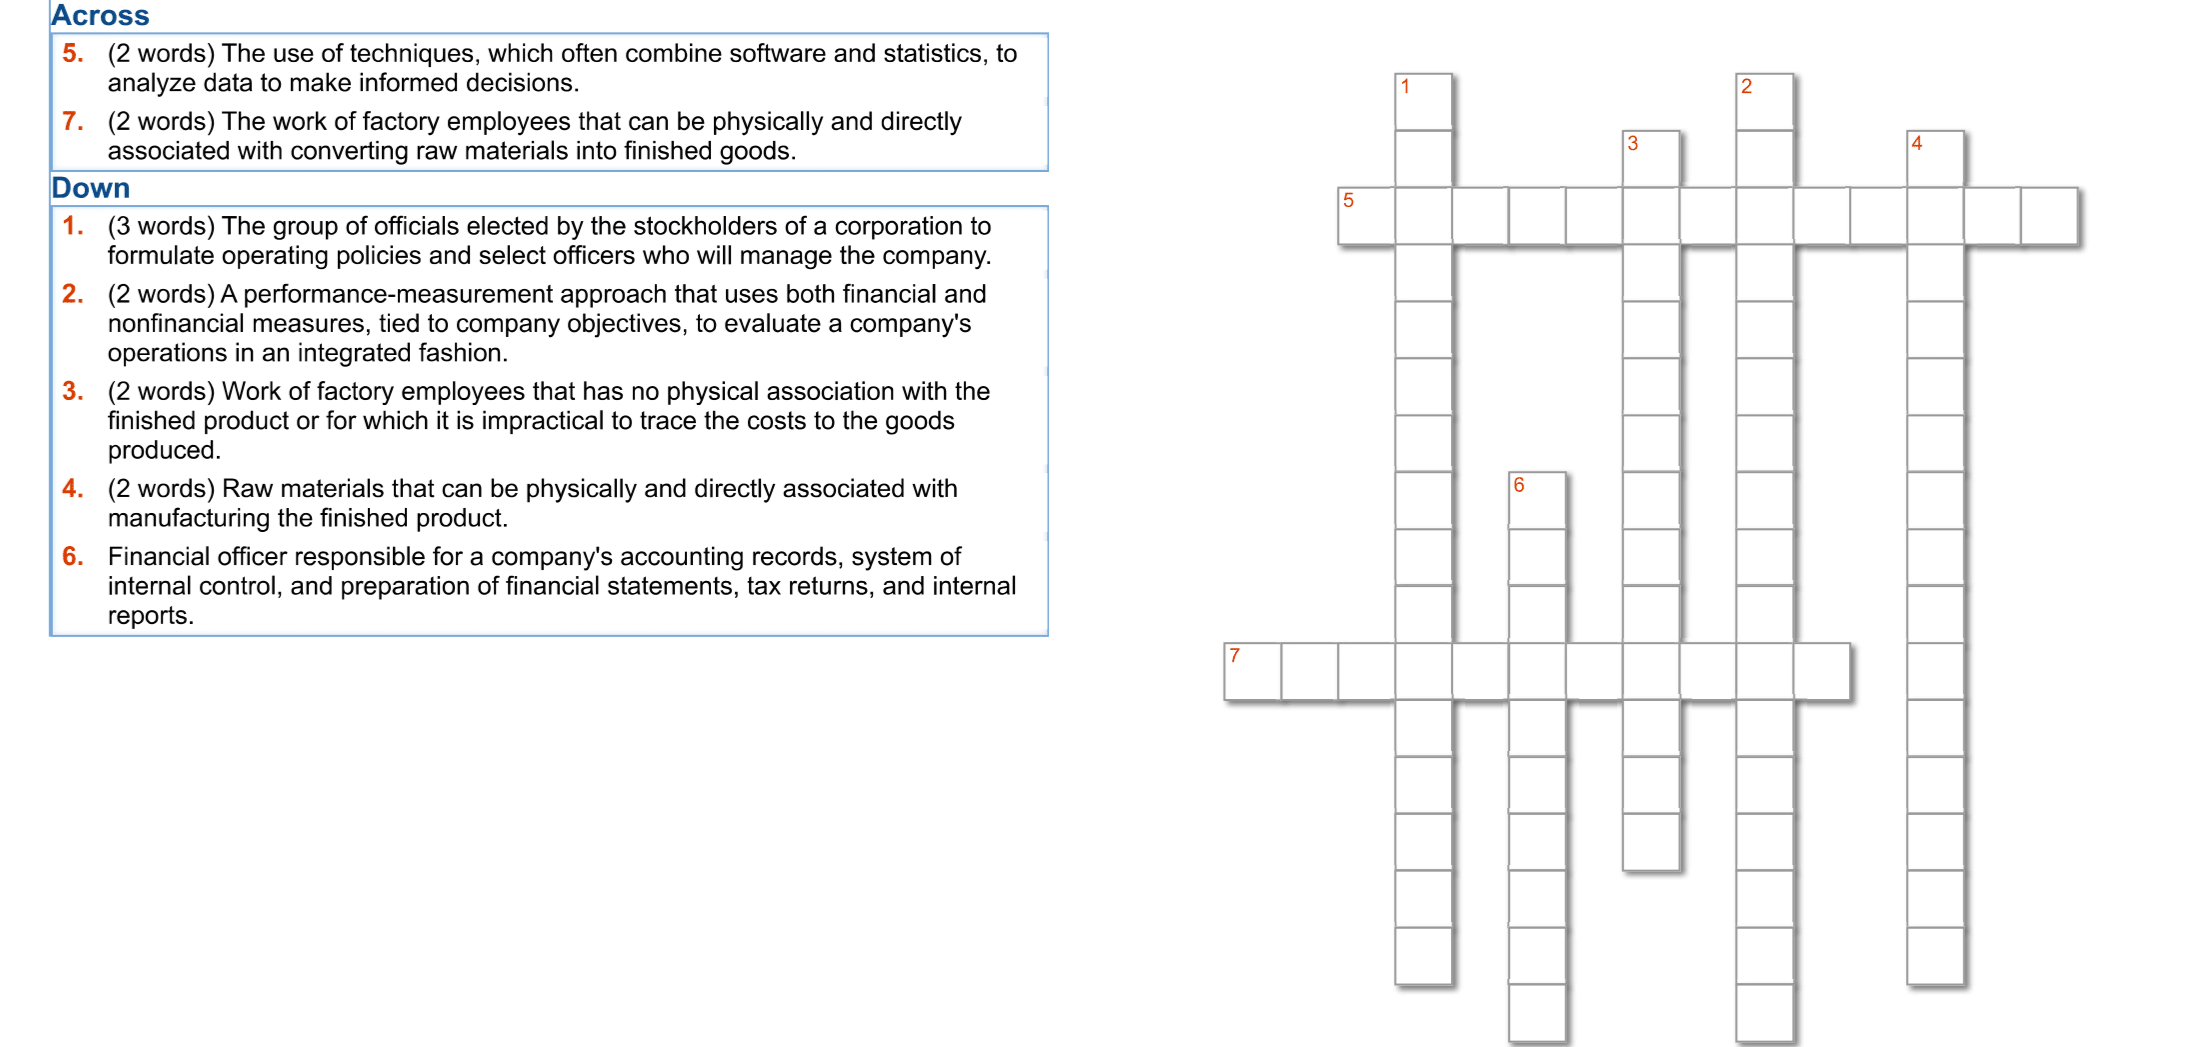 Across
5. (2 words) The use of techniques, which often combine software and statistics, to
analyze data to make informed decisions.
7. (2 words) The work of factory employees that can be physically and directly
associated with converting raw materials into finished goods.
Down
1. (3 words) The group of officials elected by the stockholders of a corporation to
formulate operating policies and select officers who will manage the company.
2. (2 words) A performance-measurement approach that uses both financial and
nonfinancial measures, tied to company objectives, to evaluate a company's
operations in an integrated fashion.
3. (2 words) Work of factory employees that has no physical association with the
finished product or for which it is impractical to trace the costs to the goods
produced.
4. (2 words) Raw materials that can be physically and directly associated with
manufacturing the finished product.
6. Financial officer responsible for a company's accounting records, system of
internal control, and preparation of financial statements, tax returns, and internal
reports.
1 2
3 4
5
6
7